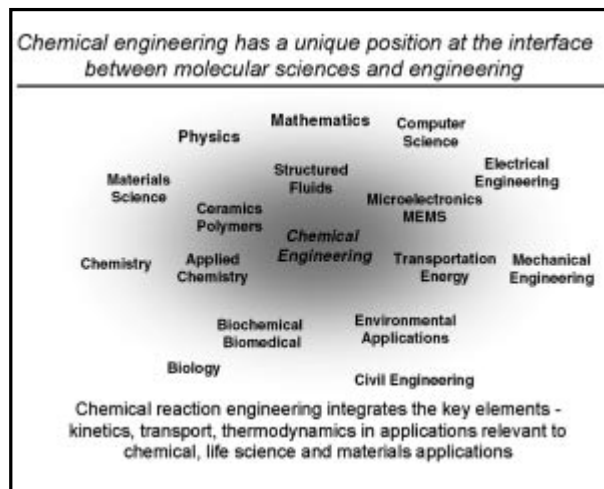 Chemical engineering has a unique position at the interface
between molecular sciences and engineering
Mathematics
Computer
Science
Physics
Structured
Fluids
Electrical
Engineering
Materials
Science
Microelectronics
MEMS
Ceramics
Polymers
Chemical
Engineering
Chemistry
Applied
Chemistry
Transportation
Energy
Mechanical
Engineering
Biochemical
Biomedical
Environmental
Applications
Biology
Civil Engineering
Chemical reaction engineering integrates the key elements -
kinetics, transport, thermodynamics in applications relevant to
chemical, life science and materials applications